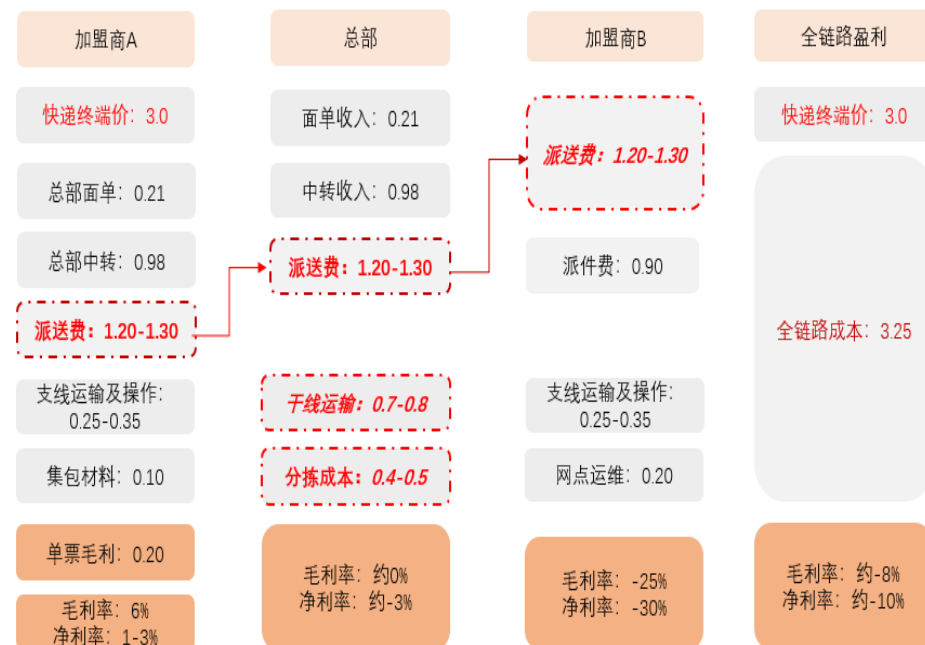 加盟商A
快递终端价：3.0
总部面单：0.21
总部中转：0.98
派送费：1.20-1.30
支线运输及操作：
0.25-0.35
集包材料：0.10
单票毛利：0.20
毛利率：6%
净利率：1-3%
总部
面单收入：0.21
中转收入：0.98
派送费：1.20-1.30
干线运输：0.7-0.8
分拣成本：0.4-0.5
毛利率：约0%
净利率：约-3%
加盟商B
派送费：1.20-1.30
派件费：0.90
支线运输及操作：
0.25-0.35
网点运维：0.20
毛利率：-25%
净利率：-30%
全链路盈利
快递终端价：3.0
全链路成本：3.25
毛利率：约-8%
净利率：约-10%